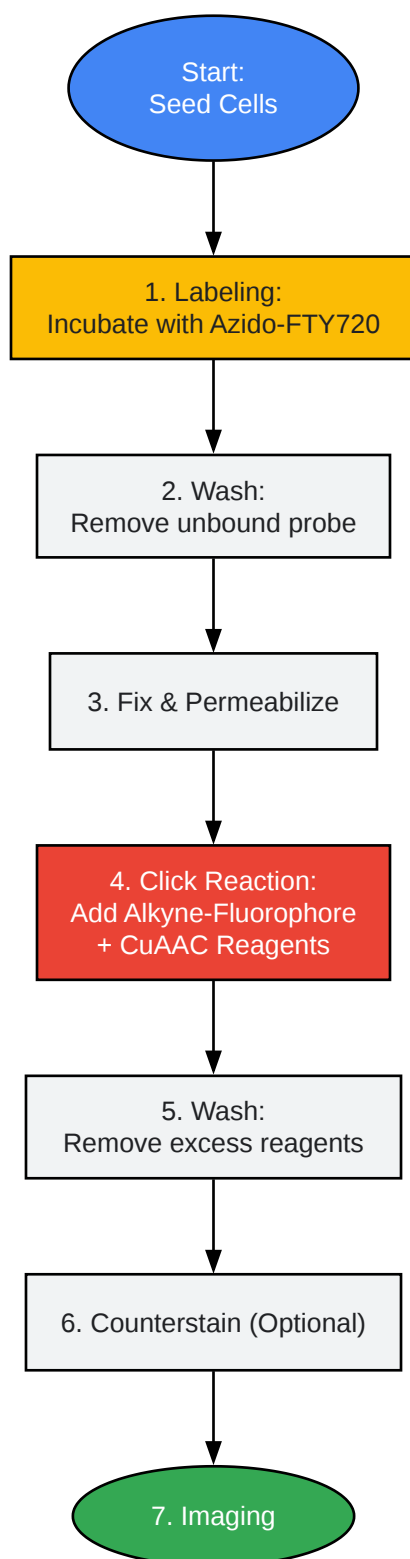 Start:
Seed Cells
1. Labeling:
Incubate with Azido-FTY720
2. Wash:
Remove unbound probe
3. Fix & Permeabilize
4. Click Reaction:
Add Alkyne-Fluorophore
+ CuAAC Reagents
5. Wash:
Remove excess reagents
6. Counterstain (Optional)
7. Imaging